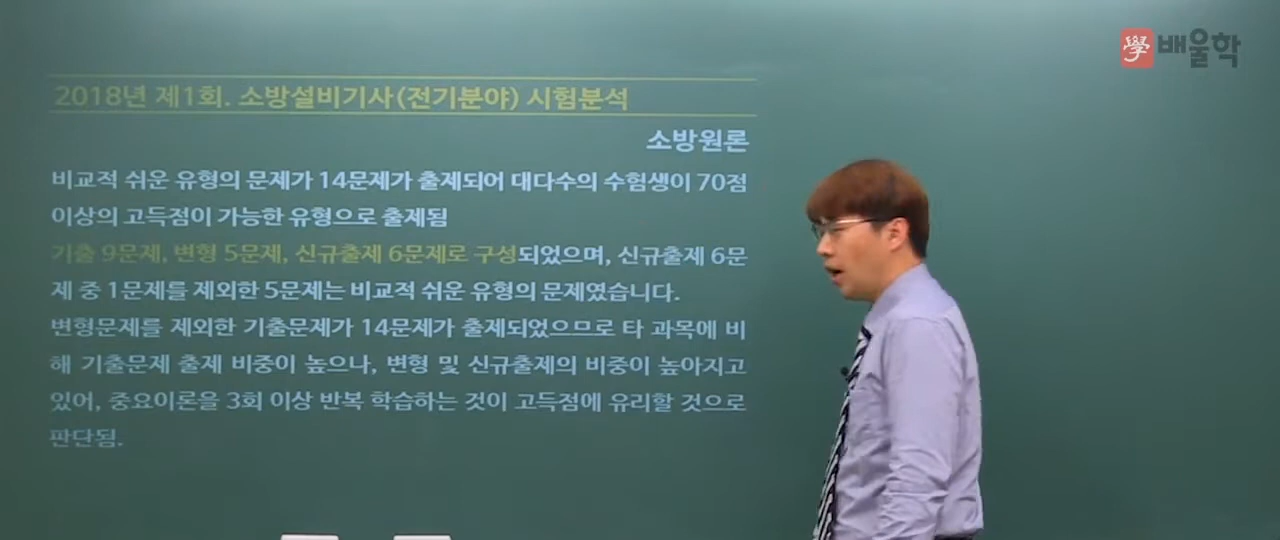 學 배울학
2018년 제1회. 소방설비기사(전기분야) 시험분석
소방원론
비교적 쉬운 유형의 문제가 14문제가 출제되어 대다수의 수험생이 70점
이상의 고득점이 가능한 유형으로 출제됨
기출 9문제, 변형 5문제, 신규출제 6문제로 구성되었으며, 신규출제 6문
제 중 1문제를 제외한 5문제는 비교적 쉬운 유형의 문제였습니다.
변형문제를 제외한 기출문제가 14문제가 출제되었으므로 타 과목에 비
해 기출문제 출제 비중이 높으나, 변형 및 신규출제의 비중이 높아지고
있어, 중요이론을 3회 이상 반복 학습하는 것이 고득점에 유리할 것으로
판단됨.